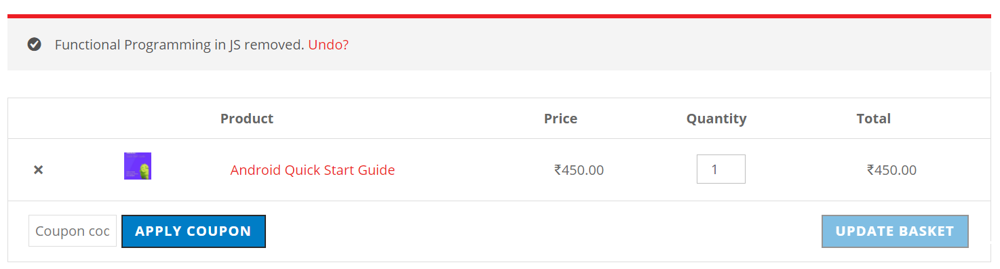 Functional Programming in JS removed. Undo?
Product Price Quantity Total
× Android Quick Start Guide ₹450.00 1 ₹450.00
Coupon coc APPLY COUPON UPDATE BASKET